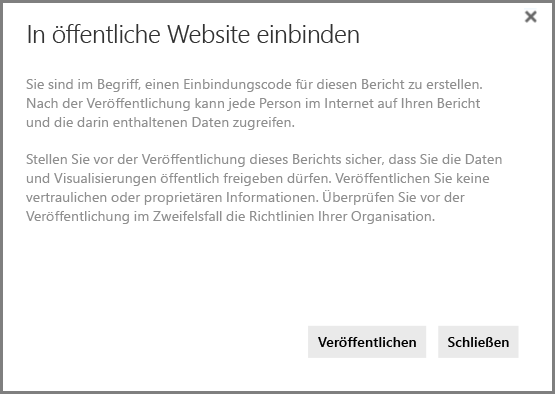 In öffentliche Website einbinden
Sie sind im Begriff, einen Einbindungscode für diesen Bericht zu erstellen.
Nach der Veröffentlichung kann jede Person im Internet auf Ihren Bericht
und die darin enthaltenen Daten zugreifen.
Stellen Sie vor der Veröffentlichung dieses Berichts sicher, dass Sie die Daten
und Visualisierungen öffentlich freigeben dürfen. Veröffentlichen Sie keine
vertraulichen oder proprietären Informationen. Überprüfen Sie vor der
Veröffentlichung im Zweifelsfall die Richtlinien Ihrer Organisation.
Veröffentlichen Schließen